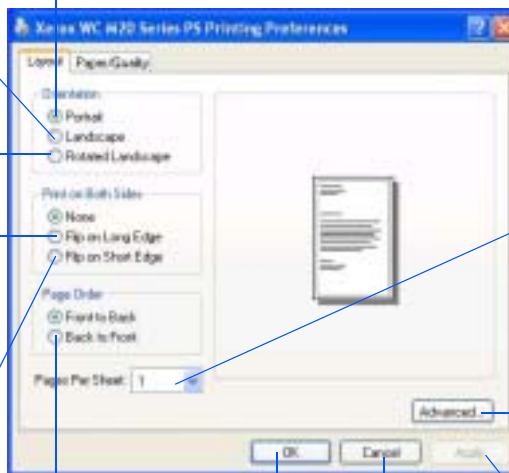 Xerox WC M20 Series PS Printing Preferences
Layout Paper/Quality
Orientation
Portrait
Landscape
Rotated Landscape
Print on Both Sides
None
Flip on Long Edge
Flip on Short Edge
Page Order
Front to Back
Back to Front
Pages Per Sheet: 1
Advanced...
OK Cancel Apply